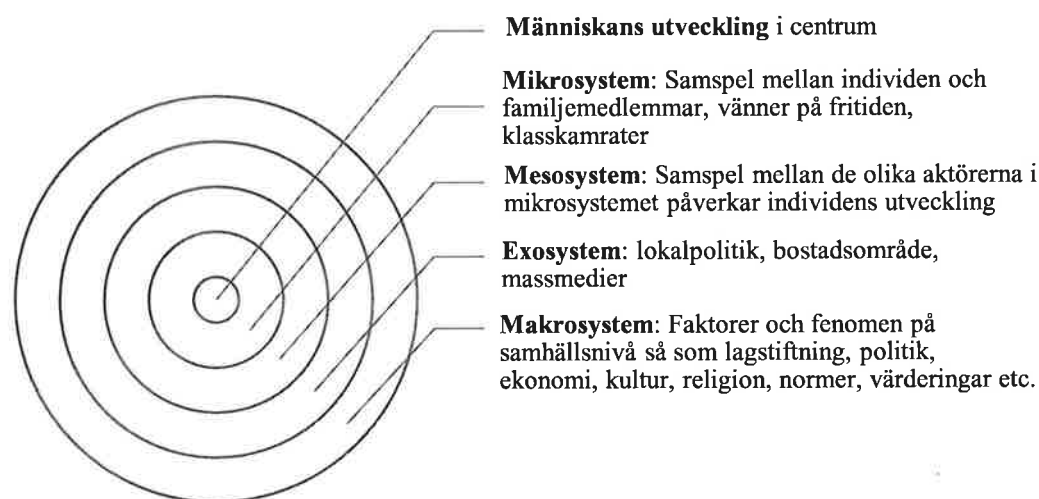 Människans utveckling i centrum
Mikrosystem: Samspel mellan individen och
familjemedlemmar, vänner på fritiden,
klasskamrater
Mesosystem: Samspel mellan de olika aktörerna i
mikrosystemet påverkar individens utveckling
Exosystem: lokalpolitik, bostadsområde,
massmedier
Makrosystem: Faktorer och fenomen på
samhällsnivå så som lagstiftning, politik,
ekonomi, kultur, religion, normer, värderingar etc.